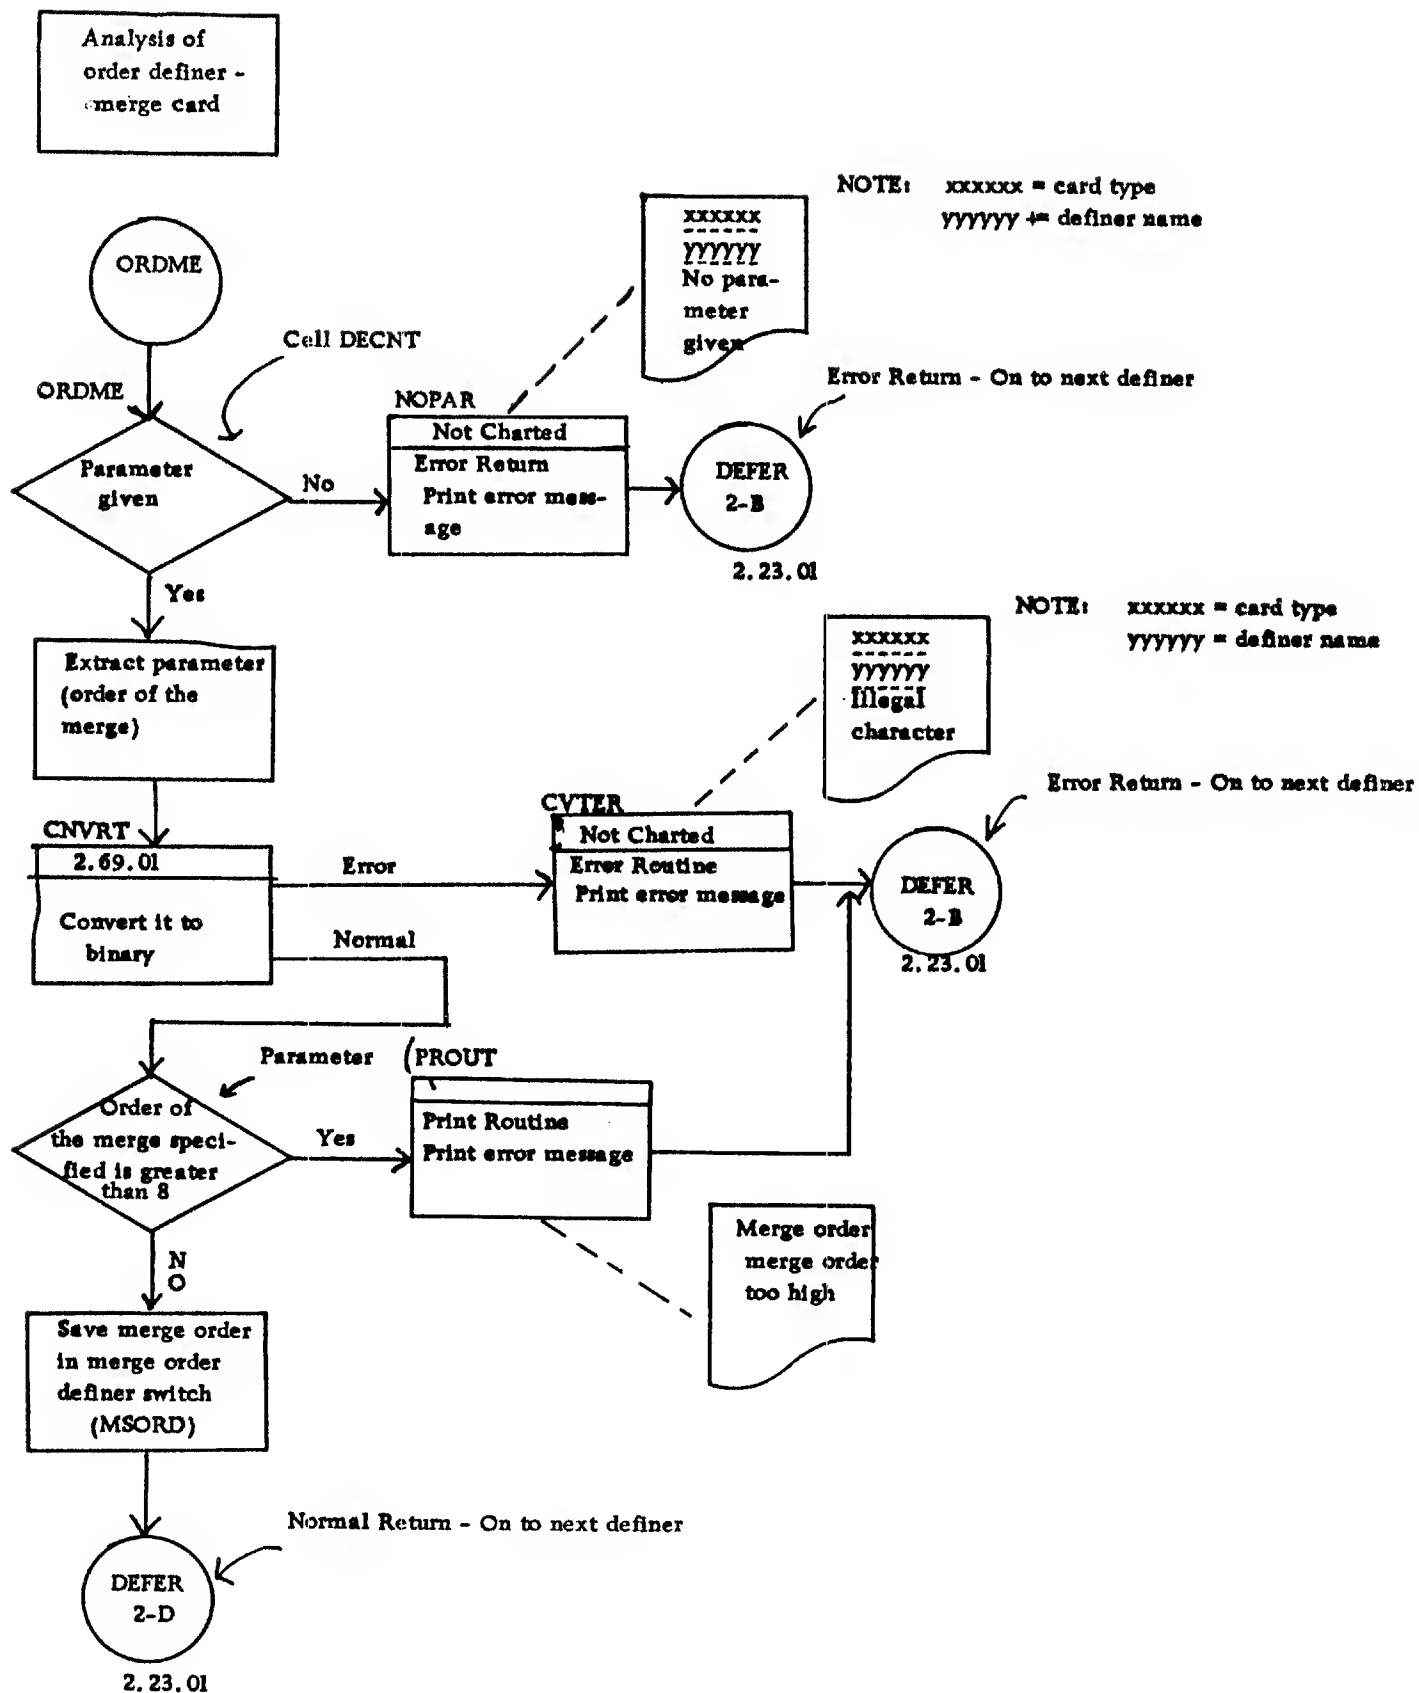 Analysis of
order definer -
merge card
NOTE: xxxxxx = card type
yyyyyy = definer name
xxxxxx
yyyyyy
No para-
meter
given
ORDME
Cell DECNT
ORDME
Error Return - On to next definer
NOPAR
Not Charted
Error Return
Print error mess-
age
DEFER
2-B
2.23.01
Parameter
given
No
Yes
NOTE: xxxxxx = card type
yyyyyy = definer name
xxxxxx
yyyyyy
Illegal
character
Extract parameter
(order of the
merge)
Error Return - On to next definer
CNVRT
2.69.01
Convert it to
binary
Error
Normal
CVTER
Not Charted
Error Routine
Print error message
DEFER
2-B
2.23.01
Parameter
PROUT
Print Routine
Print error message
Order of
the merge speci-
fied is greater
than 8
Yes
Merge order
merge order
too high
N
O
Save merge order
in merge order
definer switch
(MSORD)
Normal Return - On to next definer
DEFER
2-D
2.23.01